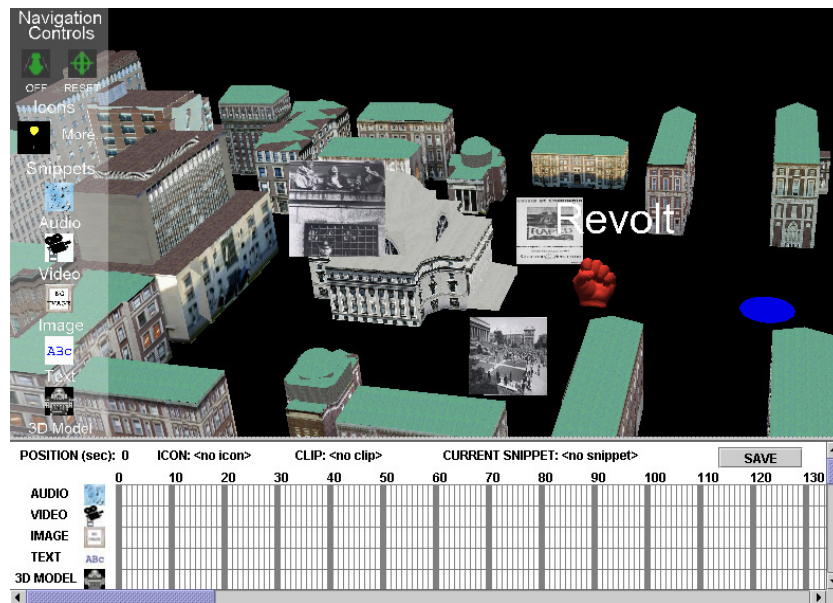 Navigation
Controls
OFF RESET
Icons
More
Snippets
Audio
Video
Image
ABc
Text
3D Model
Revolt
POSITION (sec): 0 ICON: <no icon> CLIP: <no clip> CURRENT SNIPPET: <no snippet> SAVE
0 10 20 30 40 50 60 70 80 90 100 110 120 130
AUDIO
VIDEO
IMAGE
TEXT ABc
3D MODEL